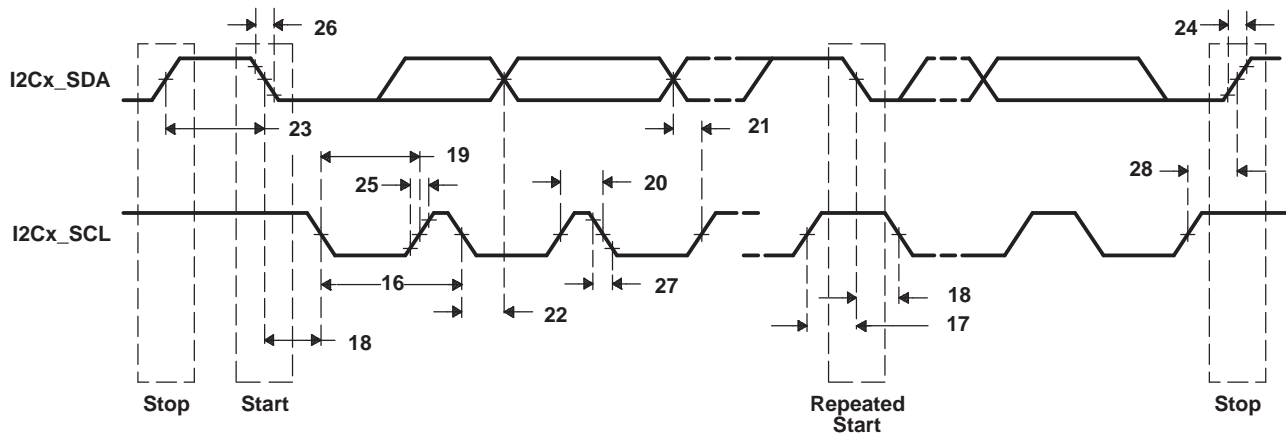 26
24
I2Cx_SDA
23
21
19
28
25
20
I2Cx_SCL
16
27
18
22
17
18
Stop
Start
Repeated
Start
Stop